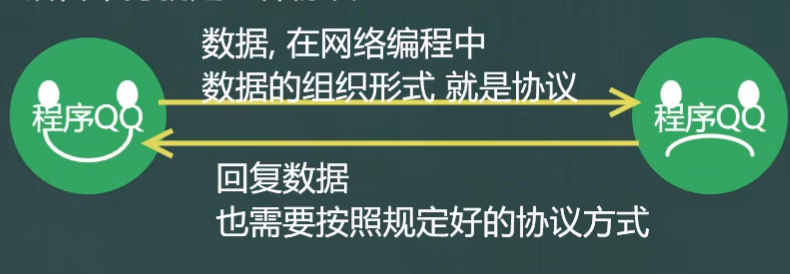 数据, 在网络编程中
数据的组织形式 就是协议
程序QQ
程序QQ
回复数据
也需要按照规定好的协议方式